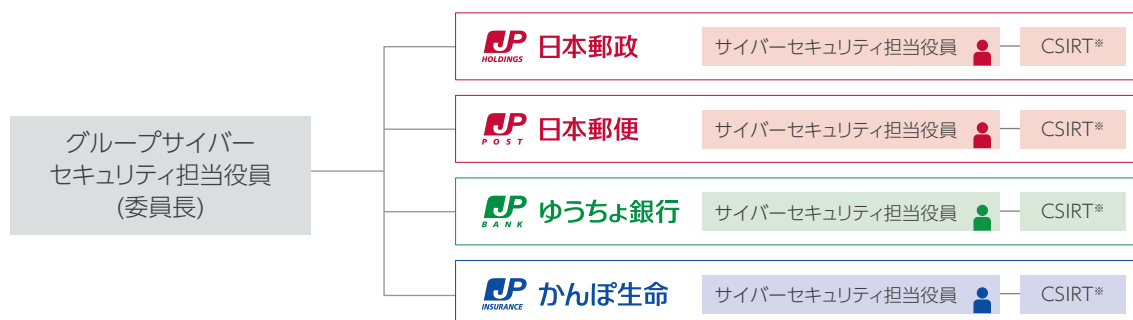 グループサイバー
セキュリティ担当役員
(委員長)
JP HOLDINGS 日本郵政 サイバーセキュリティ担当役員 CSIRT※
JP POST 日本郵便 サイバーセキュリティ担当役員 CSIRT※
JP BANK ゆうちょ銀行 サイバーセキュリティ担当役員 CSIRT※
JP INSURANCE かんぽ生命 サイバーセキュリティ担当役員 CSIRT※